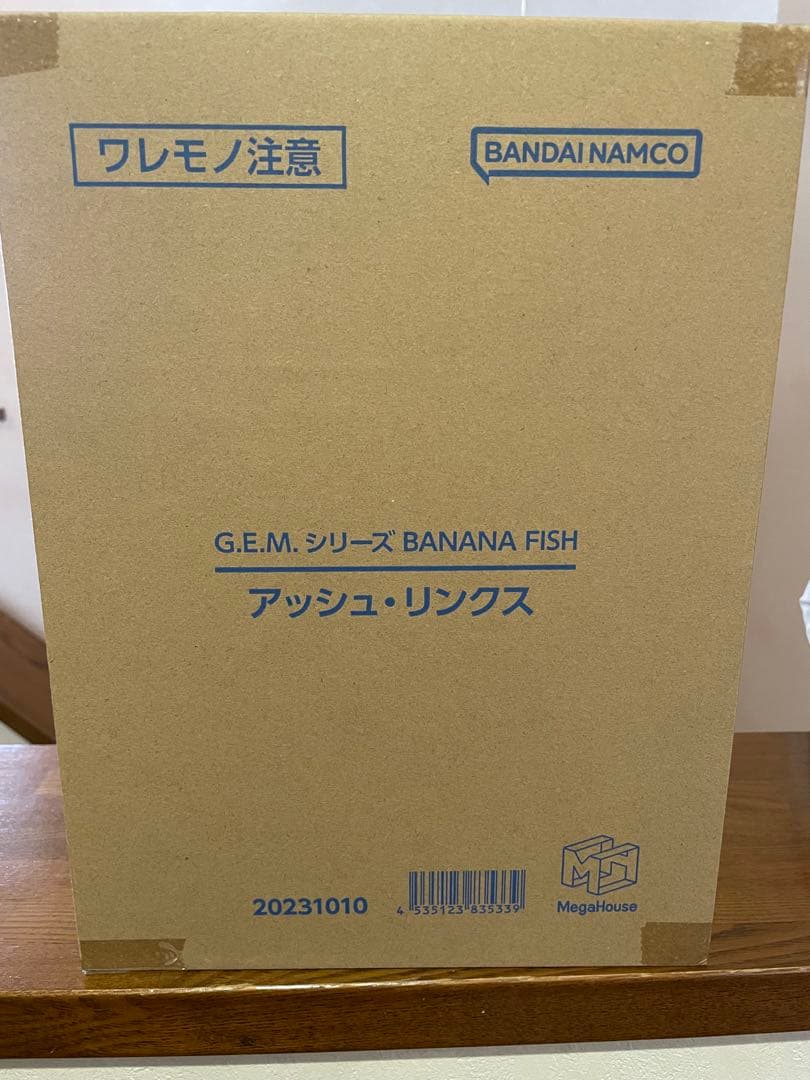 ワレモノ注意
BANDAI NAMCO
G.E.M. シリーズ BANANA FISH
アッシュ・リンクス
20231010
4 535123 835339
MH
MegaHouse